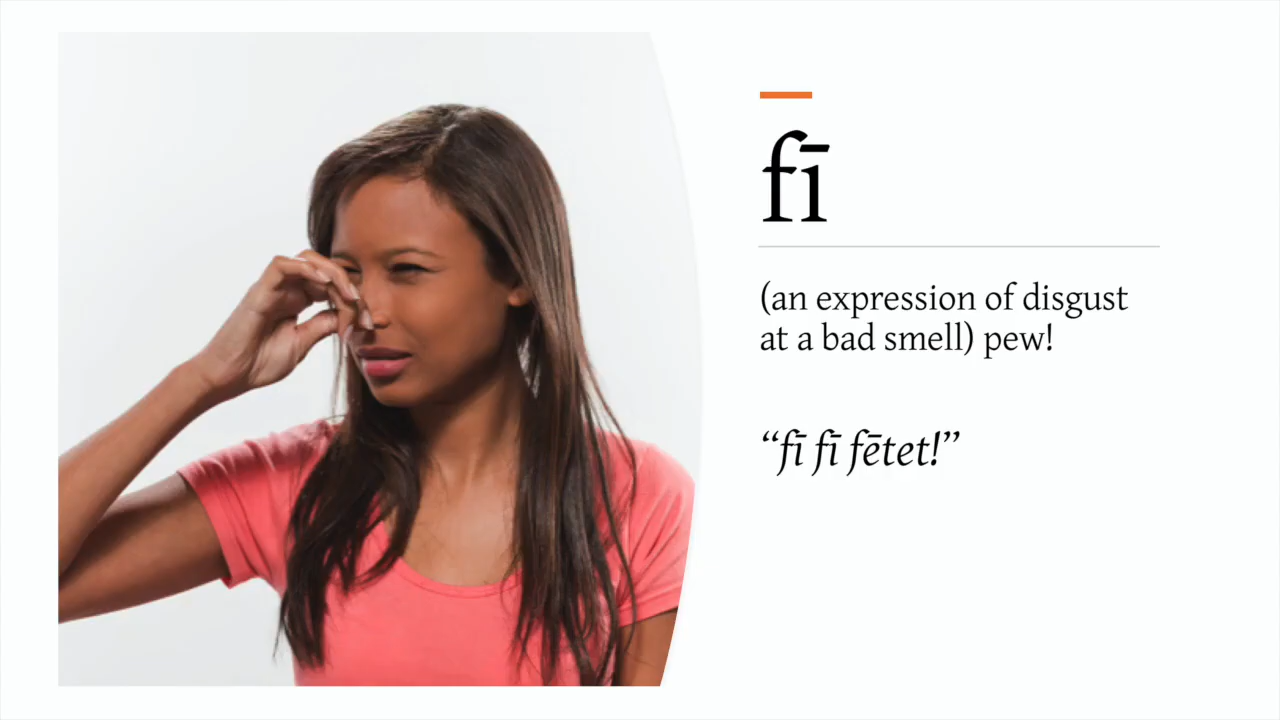 fī
(an expression of disgust
at a bad smell) pew!
“fī fī fētet!”